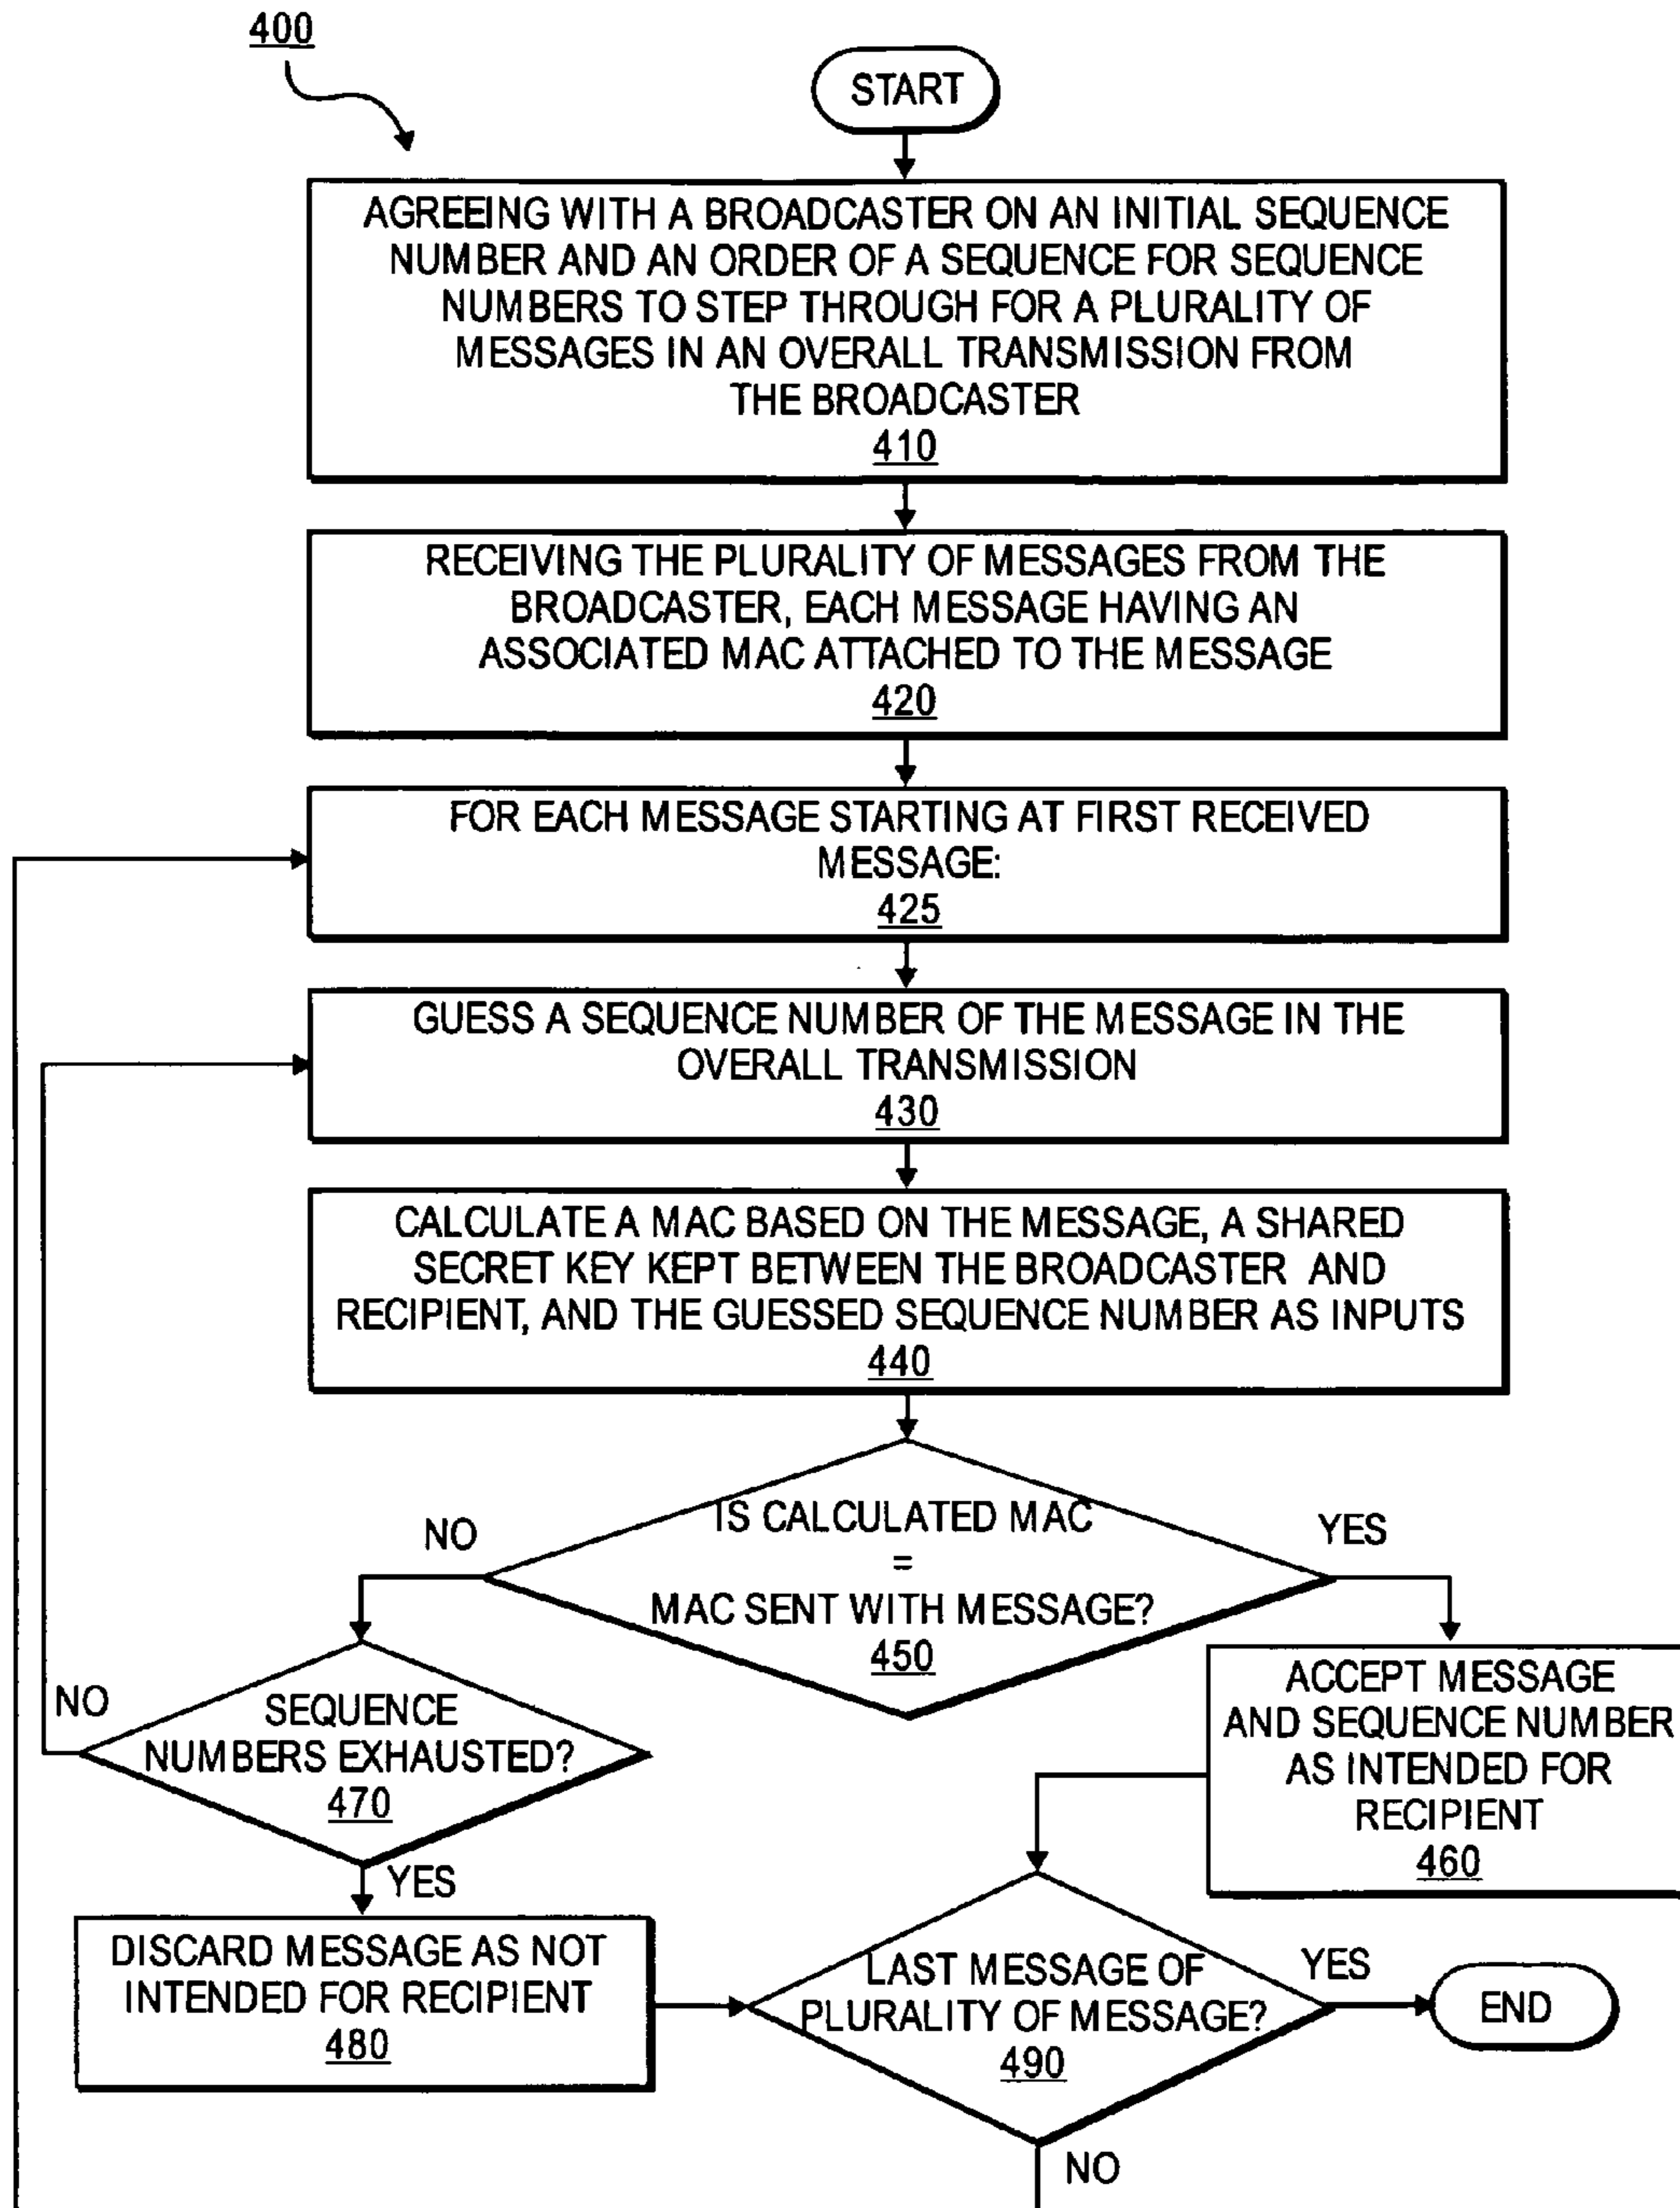 400
START
AGREEING WITH A BROADCASTER ON AN INITIAL SEQUENCE
NUMBER AND AN ORDER OF A SEQUENCE FOR SEQUENCE
NUMBERS TO STEP THROUGH FOR A PLURALITY OF
MESSAGES IN AN OVERALL TRANSMISSION FROM
THE BROADCASTER
410
RECEIVING THE PLURALITY OF MESSAGES FROM THE
BROADCASTER, EACH MESSAGE HAVING AN
ASSOCIATED MAC ATTACHED TO THE MESSAGE
420
FOR EACH MESSAGE STARTING AT FIRST RECEIVED
MESSAGE:
425
GUESS A SEQUENCE NUMBER OF THE MESSAGE IN THE
OVERALL TRANSMISSION
430
CALCULATE A MAC BASED ON THE MESSAGE, A SHARED
SECRET KEY KEPT BETWEEN THE BROADCASTER AND
RECIPIENT, AND THE GUESSED SEQUENCE NUMBER AS INPUTS
440
IS CALCULATED MAC
=
MAC SENT WITH MESSAGE?
450
NO
YES
SEQUENCE
NUMBERS EXHAUSTED?
470
NO
YES
ACCEPT MESSAGE
AND SEQUENCE NUMBER
AS INTENDED FOR
RECIPIENT
460
DISCARD MESSAGE AS NOT
INTENDED FOR RECIPIENT
480
LAST MESSAGE OF
PLURALITY OF MESSAGE?
490
YES
END
NO